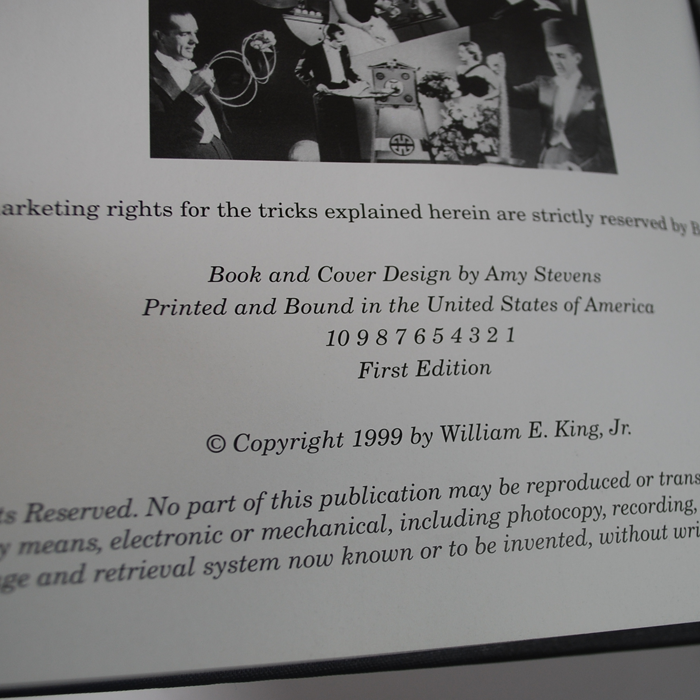 arketing rights for the tricks explained herein are strictly reserved by B
Book and Cover Design by Amy Stevens
Printed and Bound in the United States of America
10 9 8 7 6 5 4 3 2 1
First Edition
© Copyright 1999 by William E. King, Jr.
ts Reserved. No part of this publication may be reproduced or trans
y means, electronic or mechanical, including photocopy, recording,
ge and retrieval system now known or to be invented, without wri